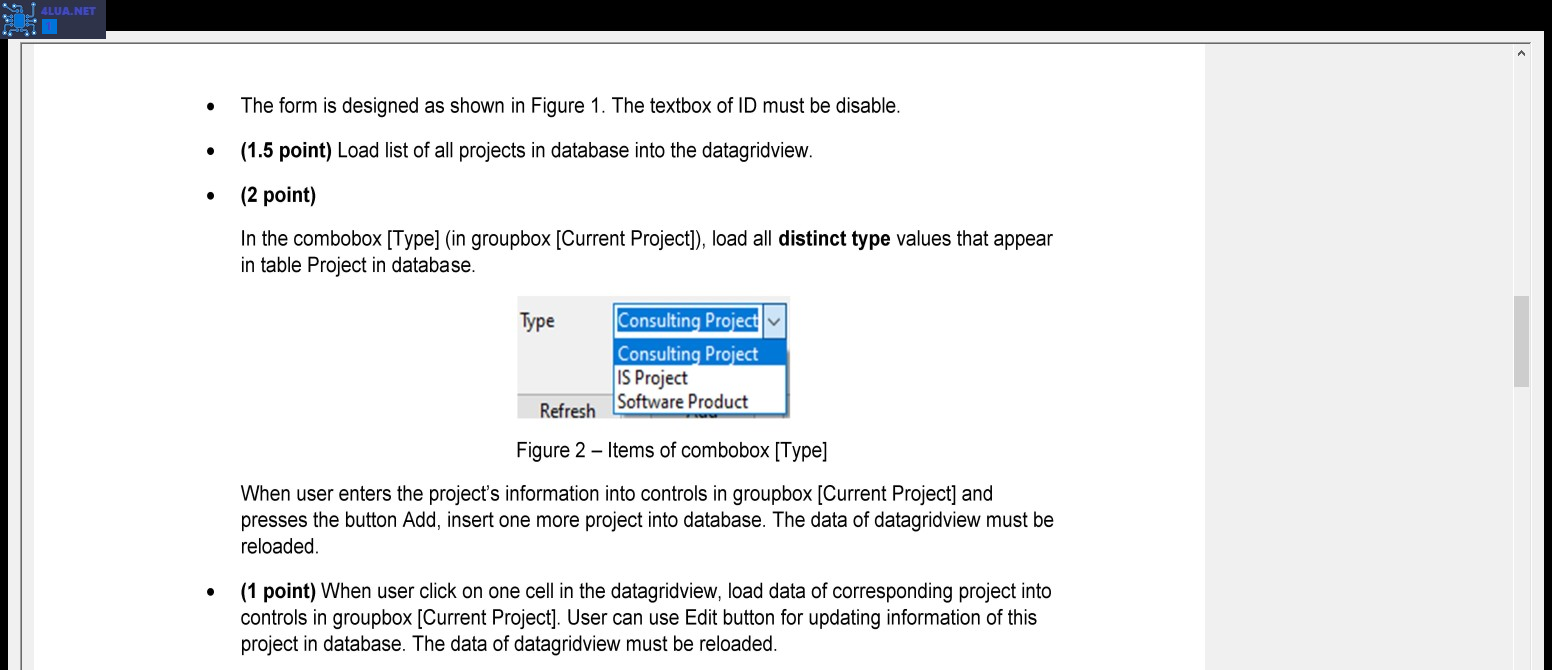 4LUA.NET
• The form is designed as shown in Figure 1. The textbox of ID must be disable.
• (1.5 point) Load list of all projects in database into the datagridview.
• (2 point)
In the combobox [Type] (in groupbox [Current Project]), load all distinct type values that appear
in table Project in database.
Type Consulting Project
Consulting Project
IS Project
Software Product
Refresh
Figure 2 – Items of combobox [Type]
When user enters the project's information into controls in groupbox [Current Project] and
presses the button Add, insert one more project into database. The data of datagridview must be
reloaded.
• (1 point) When user click on one cell in the datagridview, load data of corresponding project into
controls in groupbox [Current Project]. User can use Edit button for updating information of this
project in database. The data of datagridview must be reloaded.